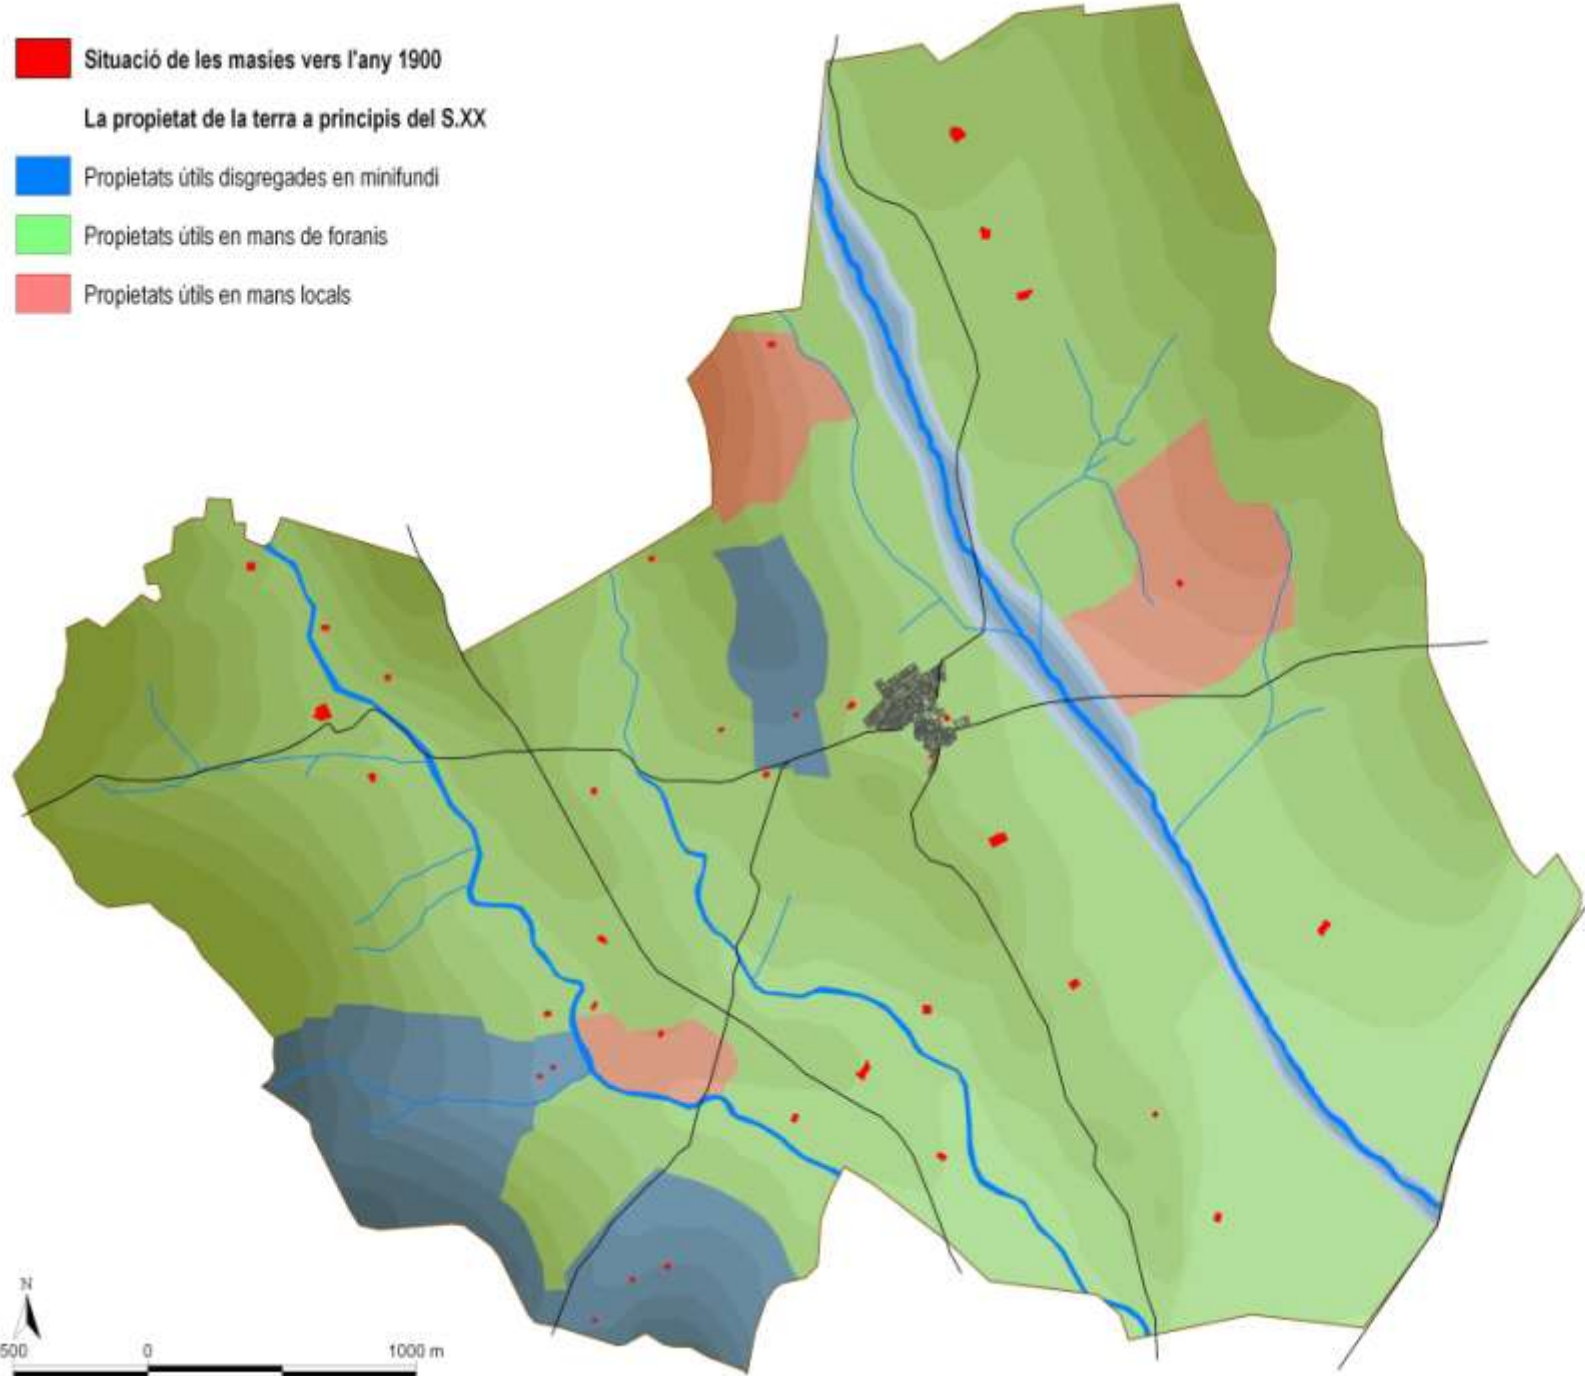 Situació de les masies vers l'any 1900
La propietat de la terra a principis del S.XX
Propietats útils disgregades en minifundi
Propietats útils en mans de foranis
Propietats útils en mans locals
N
500 0 1000 m